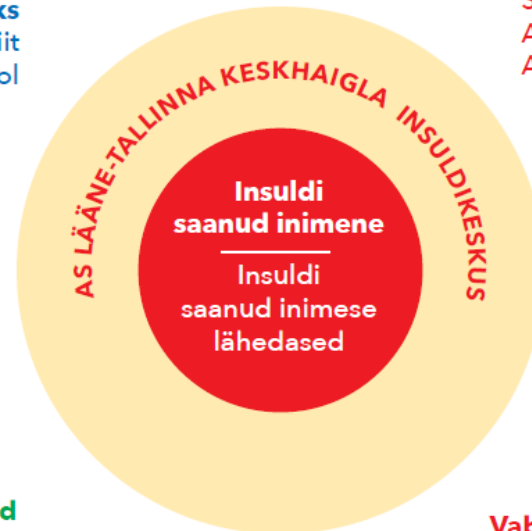 AS LÄÄNE-TALLINNA KESKHAIGLA INSULDIKESKUS
Insuldi
saanud inimene
Insuldi
saanud inimese
lähedased